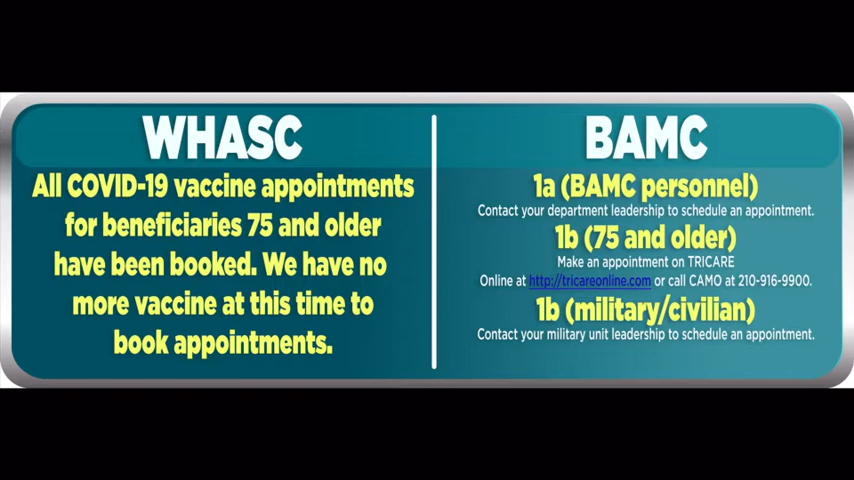 WHASC
All COVID-19 vaccine appointments
for beneficiaries 75 and older
have been booked. We have no
more vaccine at this time to
book appointments.
BAMC
1a (BAMC personnel)
Contact your department leadership to schedule an appointment.
1b (75 and older)
Make an appointment on TRICARE
Online at http://tricareonline.com or call CAMO at 210-916-9900.
1b (military/civilian)
Contact your military unit leadership to schedule an appointment.